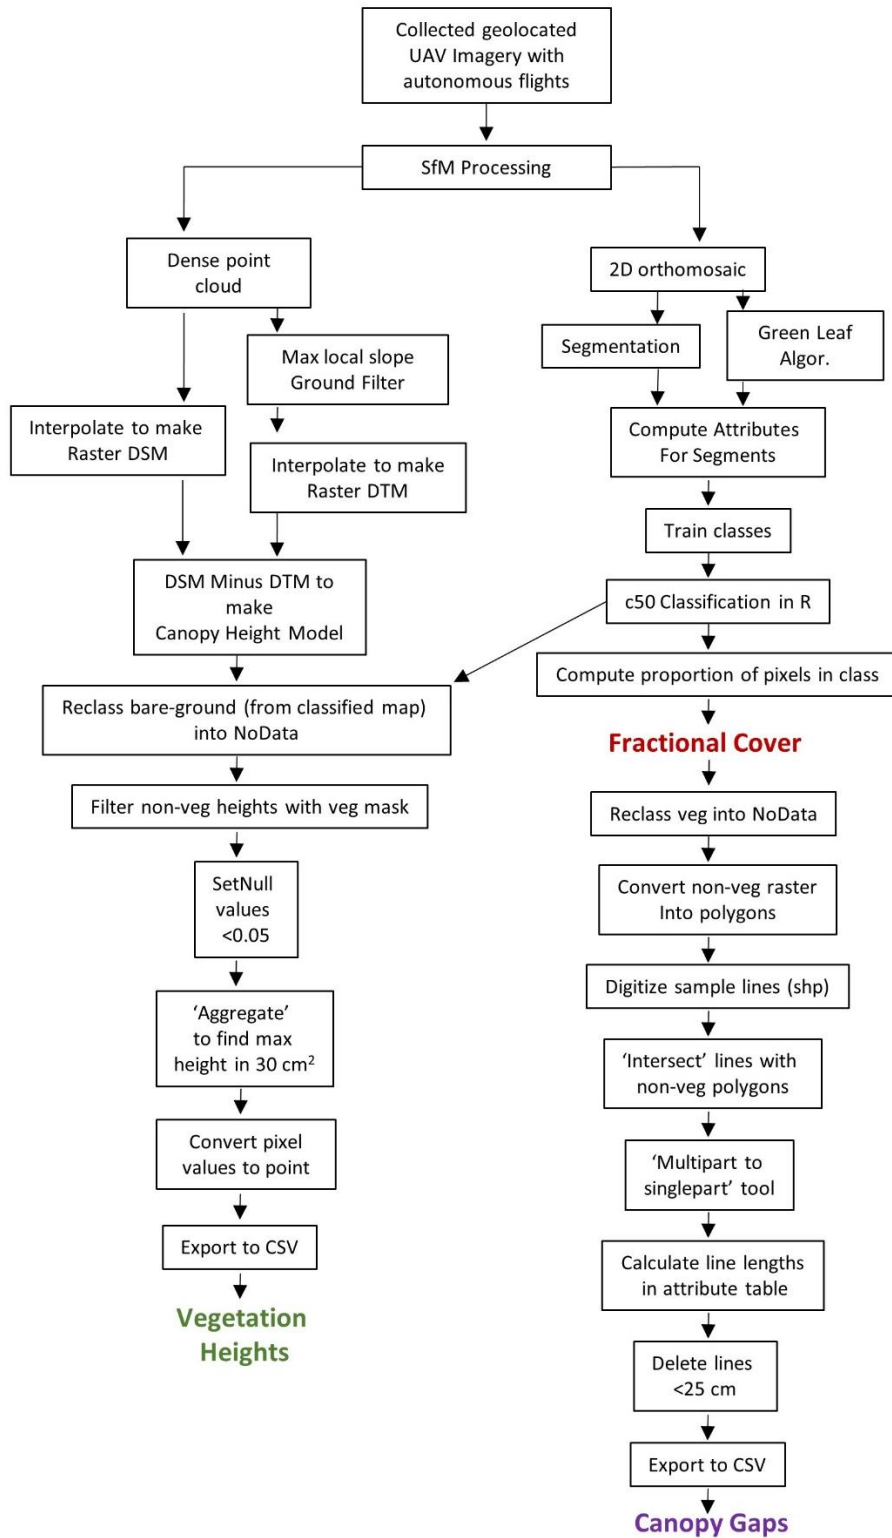 Collected geolocated
UAV Imagery with
autonomous flights
SfM Processing
Dense point
cloud
2D orthomosaic
Max local slope
Ground Filter
Segmentation
Green Leaf
Algor.
Interpolate to make
Raster DSM
Interpolate to make
Raster DTM
Compute Attributes
For Segments
Train classes
DSM Minus DTM to
make
Canopy Height Model
c50 Classification in R
Compute proportion of pixels in class
Reclass bare-ground (from classified map)
into NoData
Fractional Cover
Filter non-veg heights with veg mask
Reclass veg into NoData
SetNull
values
<0.05
Convert non-veg raster
Into polygons
Digitize sample lines (shp)
‘Aggregate’
to find max
height in 30 cm²
‘Intersect’ lines with
non-veg polygons
Convert pixel
values to point
‘Multipart to
singlepart’ tool
Export to CSV
Calculate line lengths
in attribute table
Vegetation
Heights
Delete lines
<25 cm
Export to CSV
Canopy Gaps